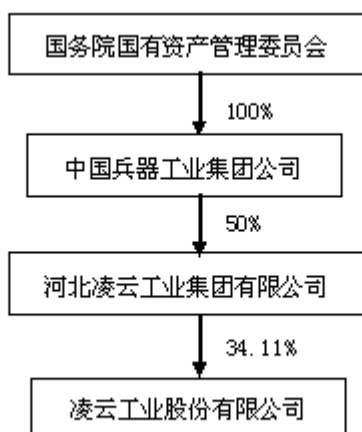 国务院国有资产管理委员会
100%
中国兵器工业集团公司
50%
河北凌云工业集团有限公司
34.11%
凌云工业股份有限公司